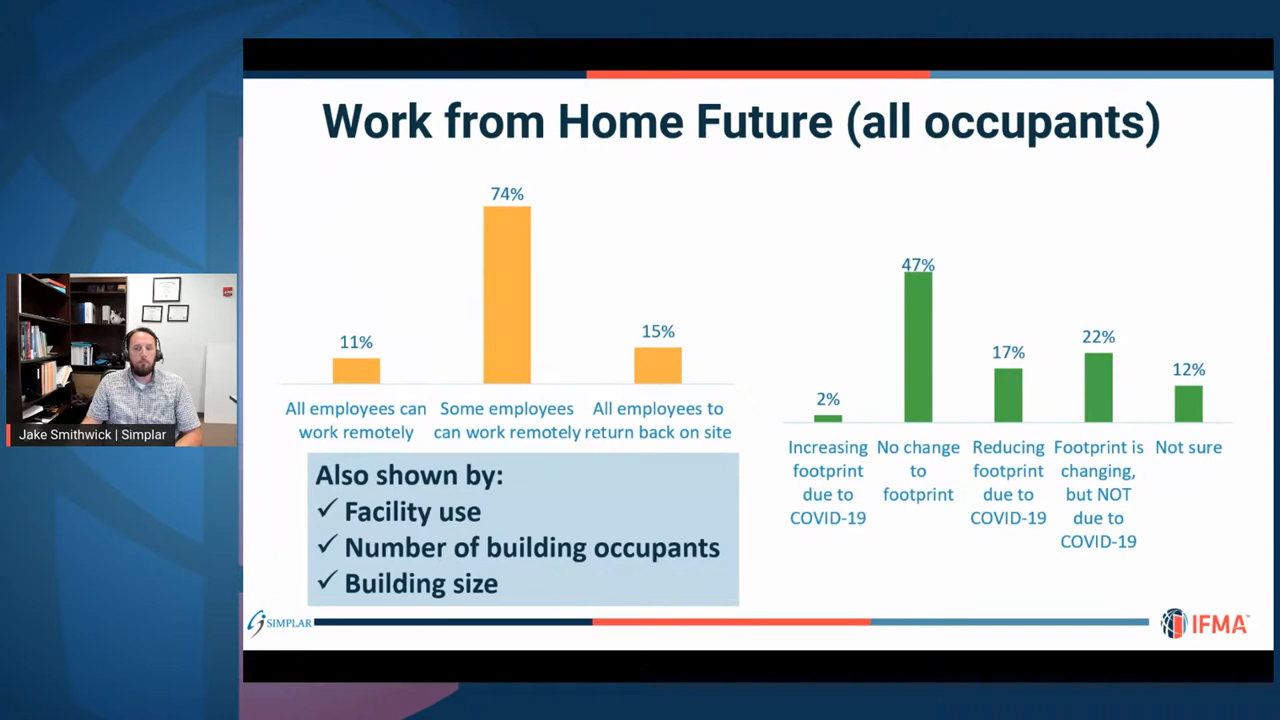 Work from Home Future (all occupants)
74%
11%
15%
All employees can
work remotely
Some employees
can work remotely
All employees to
return back on site
47%
22%
17%
12%
2%
Increasing
footprint
due to
COVID-19
No change
to
footprint
Reducing
footprint
due to
COVID-19
Footprint is
changing,
but NOT
due to
COVID-19
Not sure
Also shown by:
✓ Facility use
✓ Number of building occupants
✓ Building size
Jake Smithwick | Simplar
SIMPLAR
IFMA™